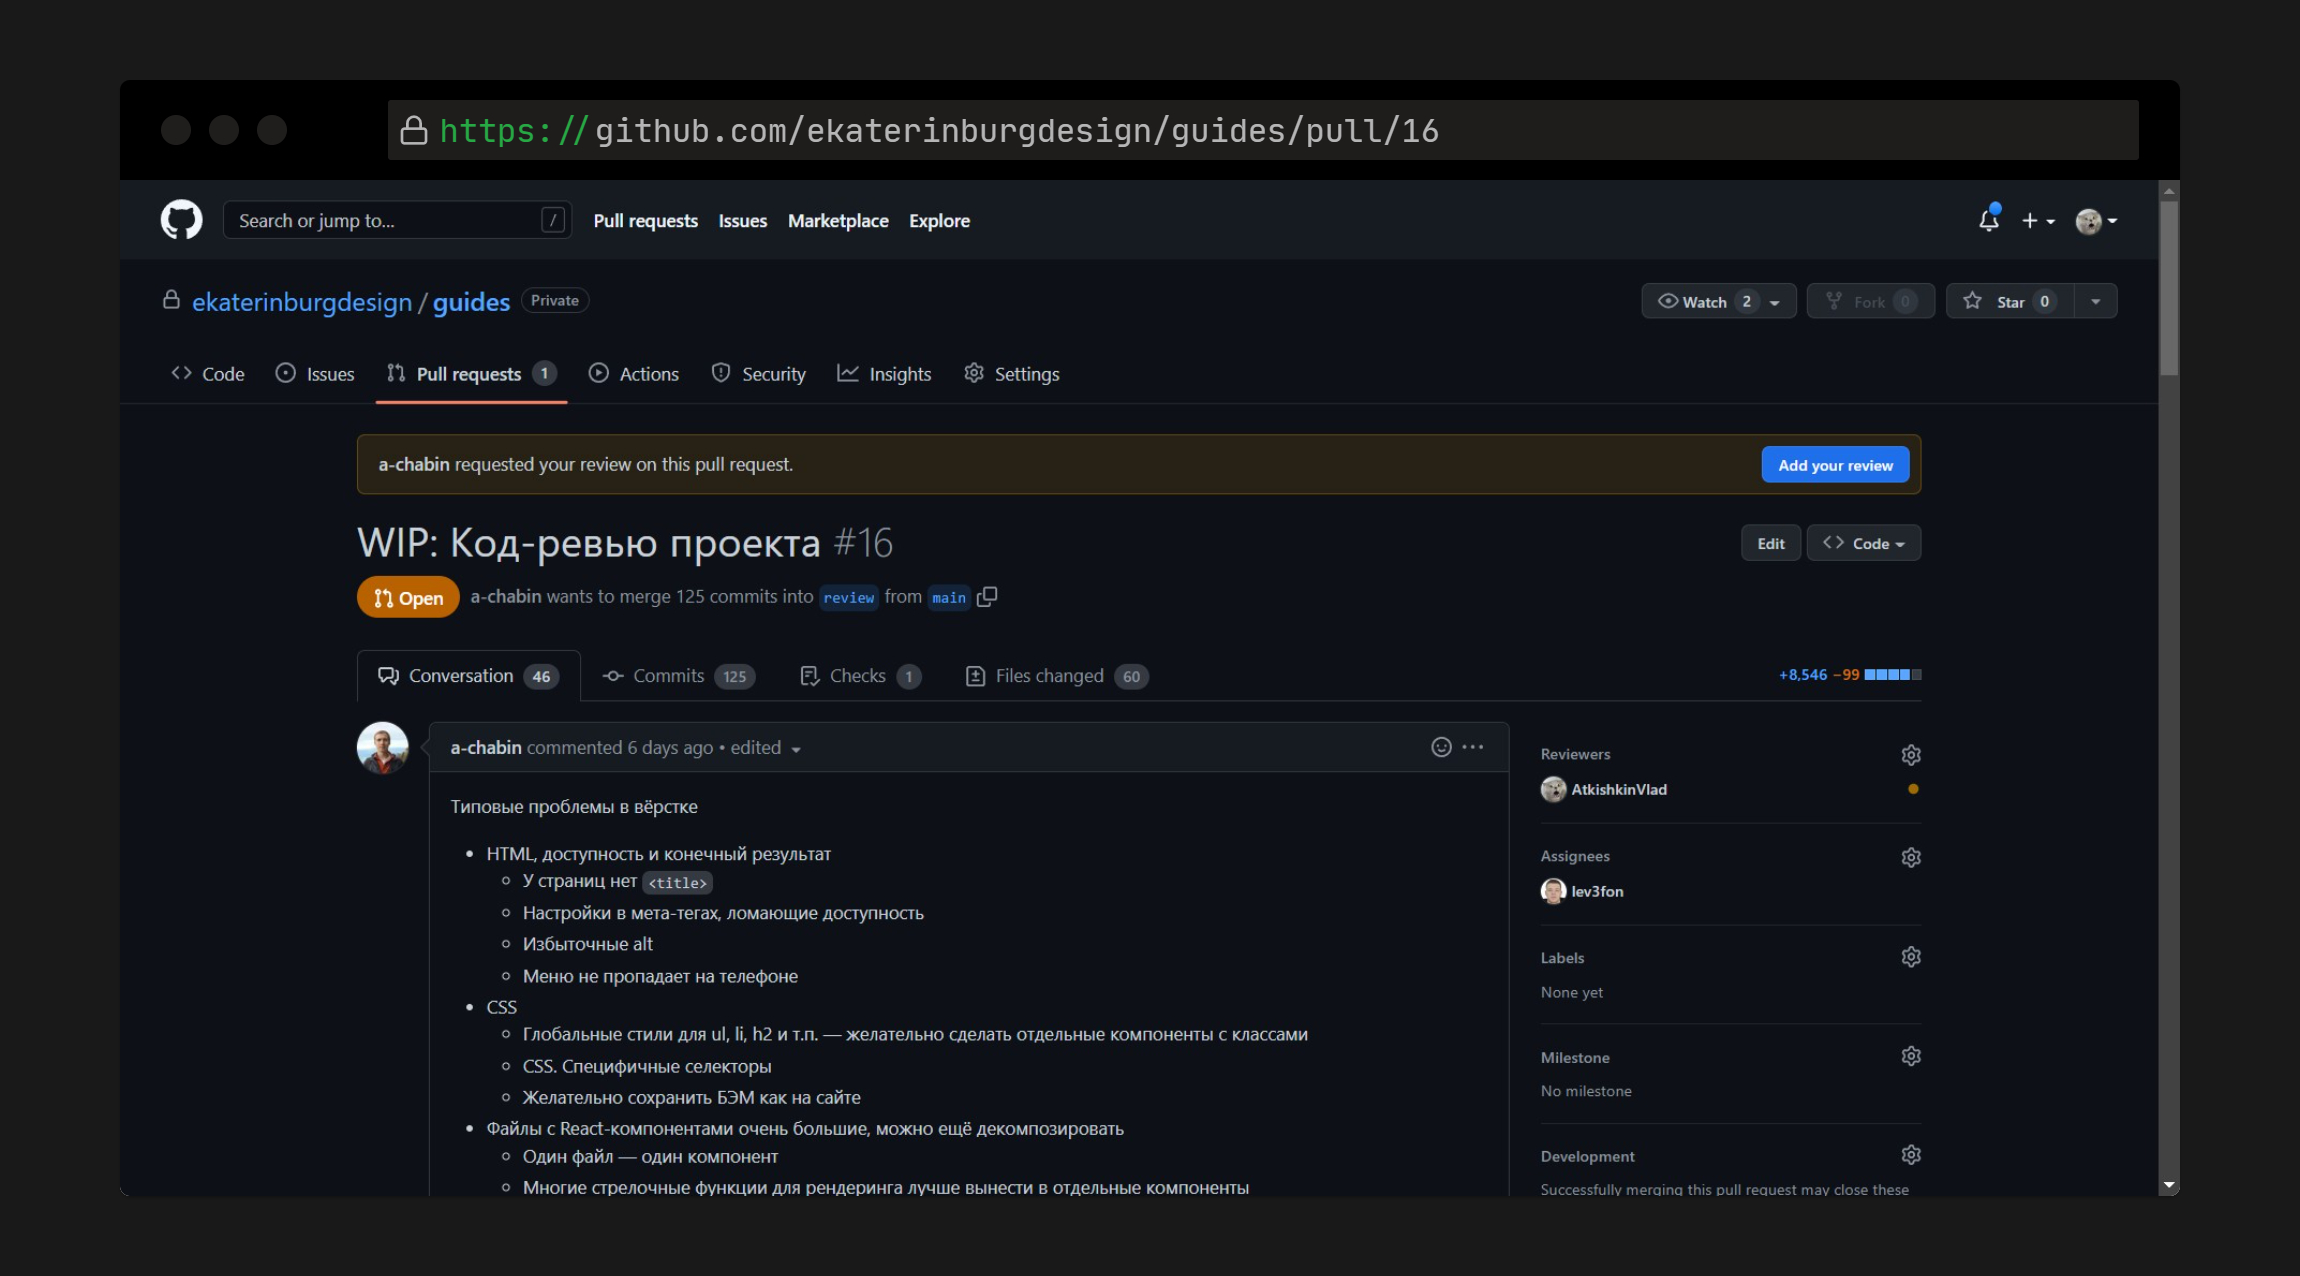 https://github.com/ekaterinburgdesign/guides/pull/16
Search or jump to... / Pull requests Issues Marketplace Explore
ekaterinburgdesign / guides Private Watch 2 Fork 0 Star 0
Code Issues Pull requests 1 Actions Security Insights Settings
a-chabin requested your review on this pull request. Add your review
WIP: Код-ревью проекта #16 Edit Code
Open a-chabin wants to merge 125 commits into review from main
Conversation 46 Commits 125 Checks 1 Files changed 60 +8,546 −99
a-chabin commented 6 days ago • edited
Типовые проблемы в вёрстке
• HTML, доступность и конечный результат
◦ У страниц нет <title>
◦ Настройки в мета-тегах, ломающие доступность
◦ Избыточные alt
◦ Меню не пропадает на телефоне
• CSS
◦ Глобальные стили для ul, li, h2 и т.п. — желательно сделать отдельные компоненты с классами
◦ CSS. Специфичные селекторы
◦ Желательно сохранить БЭМ как на сайте
• Файлы с React-компонентами очень большие, можно ещё декомпозировать
◦ Один файл — один компонент
◦ Многие стрелочные функции для рендеринга лучше вынести в отдельные компоненты
Reviewers
AtkishkinVlad
Assignees
lev3fon
Labels
None yet
Milestone
No milestone
Development
Successfully merging this pull request may close these